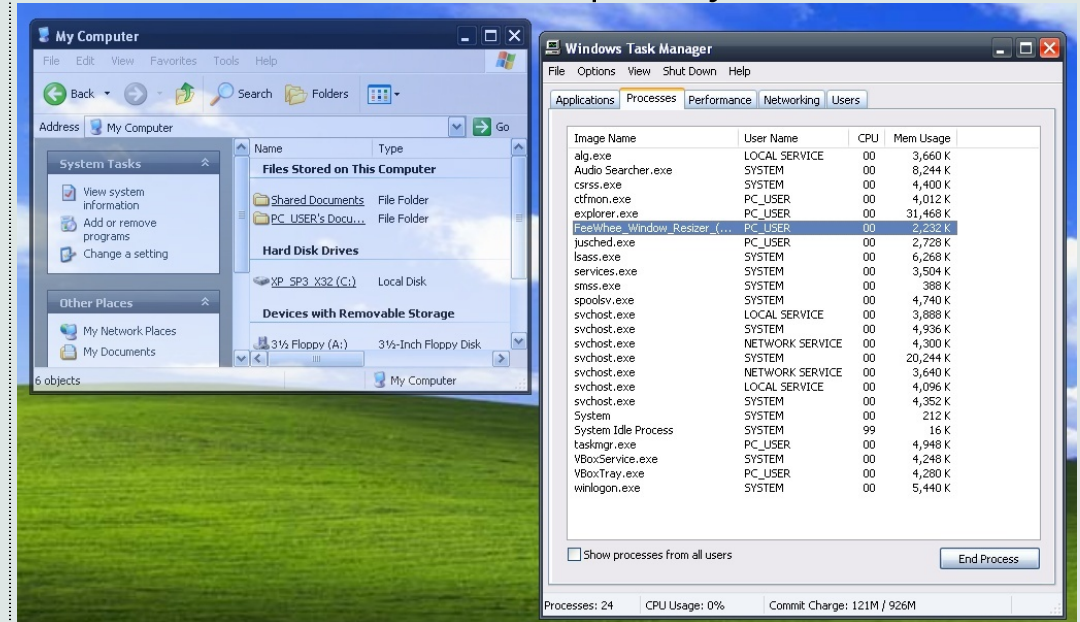 My Computer
File Edit View Favorites Tools Help
Back Search Folders
Address My Computer Go
System Tasks
View system information
Add or remove programs
Change a setting
Other Places
My Network Places
My Documents
Name Type
Files Stored on This Computer
Shared Documents File Folder
PC_USER's Docu... File Folder
Hard Disk Drives
XP_SP3_X32 (C:) Local Disk
Devices with Removable Storage
3½ Floppy (A:) 3½-Inch Floppy Disk
6 objects My Computer
Windows Task Manager
File Options View Shut Down Help
Applications Processes Performance Networking Users
Image Name User Name CPU Mem Usage
alg.exe LOCAL SERVICE 00 3,660 K
Audio Searcher.exe SYSTEM 00 8,244 K
csrss.exe SYSTEM 00 4,400 K
ctfmon.exe PC_USER 00 4,012 K
explorer.exe PC_USER 00 31,468 K
FeeWhee_Window_Resizer_(... PC_USER 00 2,232 K
jusched.exe PC_USER 00 2,728 K
lsass.exe SYSTEM 00 6,268 K
services.exe SYSTEM 00 3,504 K
smss.exe SYSTEM 00 388 K
spoolsv.exe SYSTEM 00 4,740 K
svchost.exe LOCAL SERVICE 00 3,888 K
svchost.exe SYSTEM 00 4,936 K
svchost.exe NETWORK SERVICE 00 4,300 K
svchost.exe SYSTEM 00 20,244 K
svchost.exe NETWORK SERVICE 00 3,640 K
svchost.exe LOCAL SERVICE 00 4,096 K
svchost.exe SYSTEM 00 4,352 K
System SYSTEM 00 212 K
System Idle Process SYSTEM 99 16 K
taskmgr.exe PC_USER 00 4,948 K
VBoxService.exe SYSTEM 00 4,248 K
VBoxTray.exe PC_USER 00 4,280 K
winlogon.exe SYSTEM 00 5,440 K
Show processes from all users
End Process
Processes: 24 CPU Usage: 0% Commit Charge: 121M / 926M